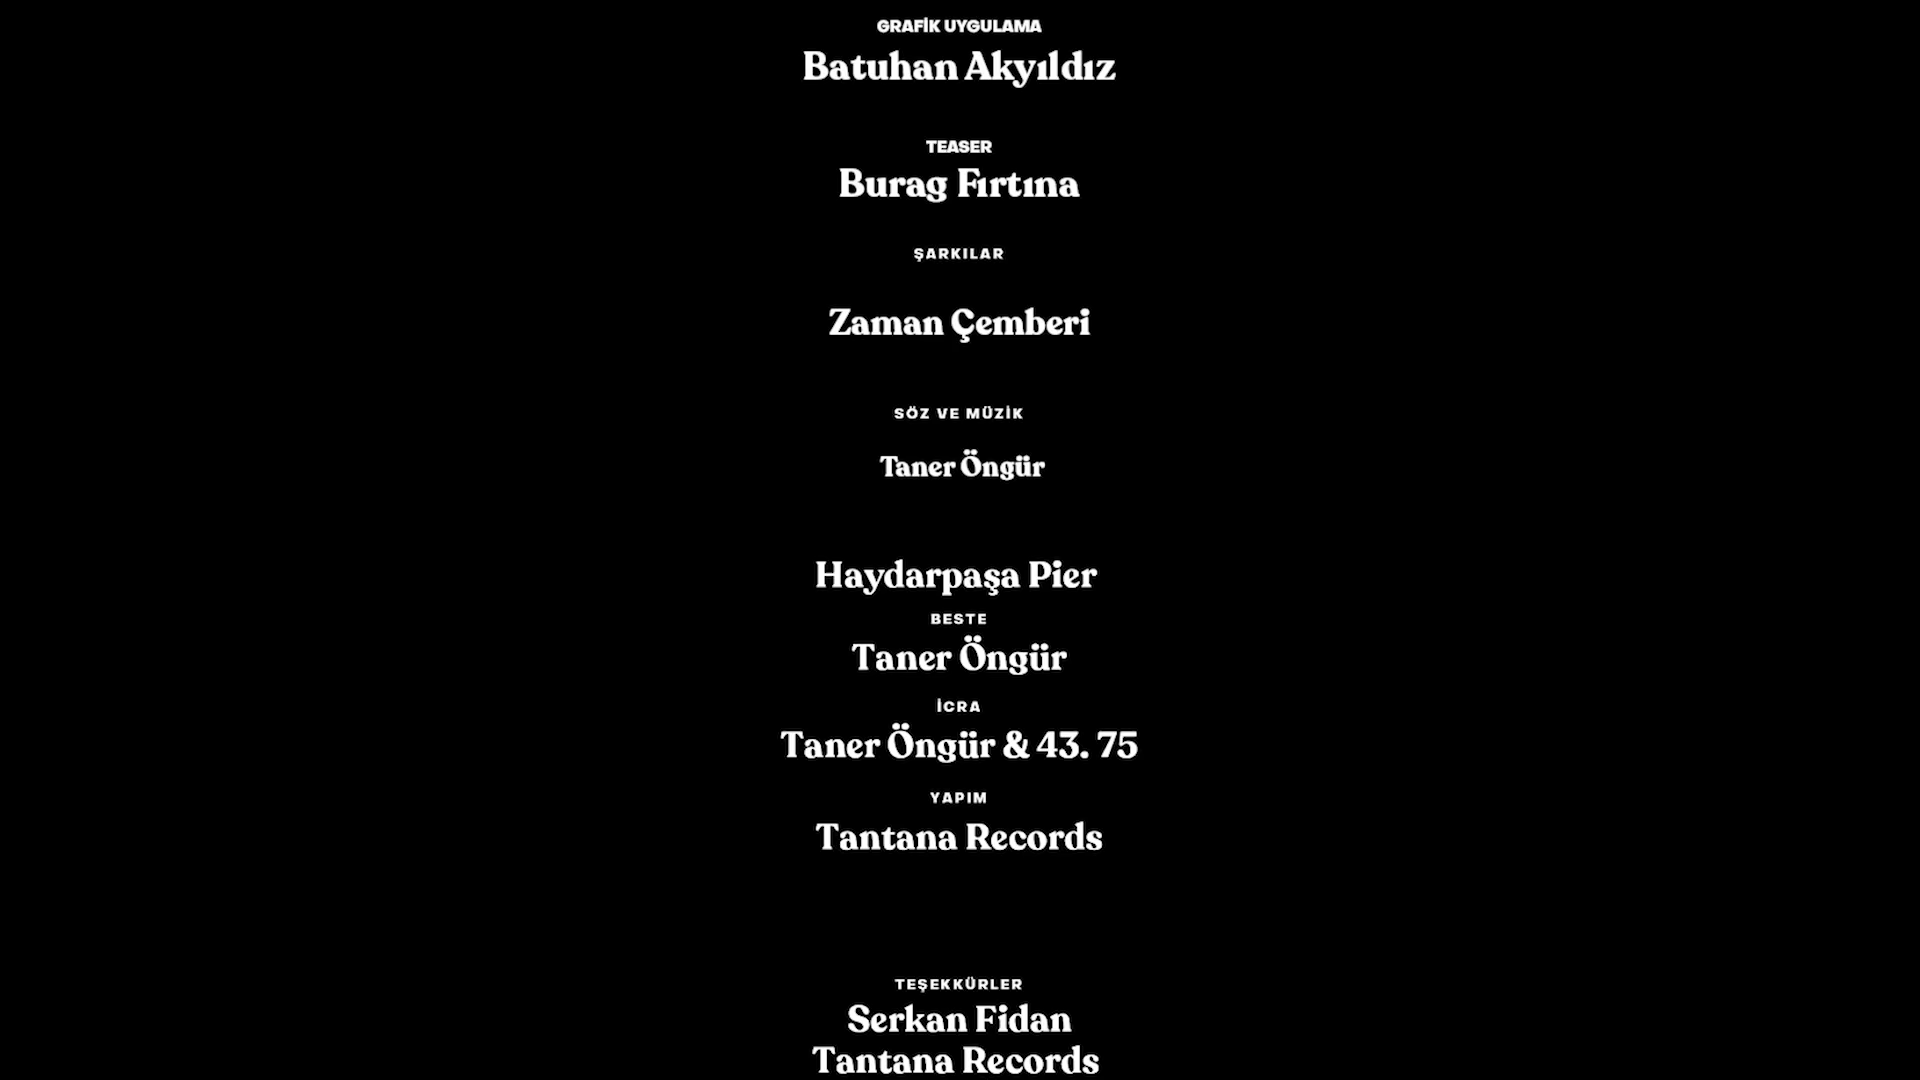 GRAFİK UYGULAMA
Batuhan Akyıldız
TEASER
Burag Fırtına
ŞARKILAR
Zaman Çemberi
SÖZ VE MÜZİK
Taner Öngür
Haydarpaşa Pier
BESTE
Taner Öngür
İCRA
Taner Öngür & 43. 75
YAPIM
Tantana Records
TEŞEKKÜRLER
Serkan Fidan
Tantana Records